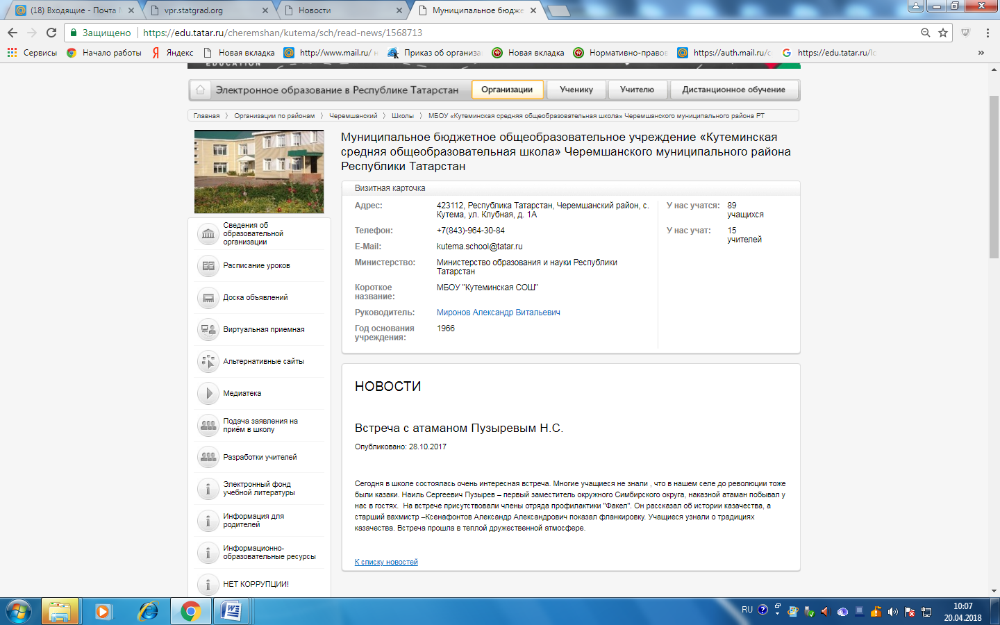 (18) Входящие - Почта
vpr.statgrad.org
Новости
Муниципальное бюдже
Защищено
https://edu.tatar.ru/cheremshan/kutema/sch/read-news/1568713
Сервисы
Начало работы
Яндекс
Новая вкладка
http://www.mail.ru/ н
Приказ об организа
Новая вкладка
Нормативно-право
https://auth.mail.ru/c
https://edu.tatar.ru/lo
»
EDUCATION
Электронное образование в Республике Татарстан
Организации
Ученику
Учителю
Дистанционное обучение
Главная 〉 Организации по районам 〉 Черемшанский 〉 Школы 〉 МБОУ «Кутеминская средняя общеобразовательная школа» Черемшанского муниципального района РТ
Муниципальное бюджетное общеобразовательное учреждение «Кутеминская
средняя общеобразовательная школа» Черемшанского муниципального района
Республики Татарстан
Визитная карточка
Адрес:
423112, Республика Татарстан, Черемшанский район, с.
Кутема, ул. Клубная, д. 1А
Телефон:
+7(843)-964-30-84
E-Mail:
kutema.school@tatar.ru
Министерство:
Министерство образования и науки Республики
Татарстан
Короткое
название:
МБОУ "Кутеминская СОШ"
Руководитель:
Миронов Александр Витальевич
Год основания
учреждения:
1966
У нас учатся:
89
учащихся
У нас учат:
15
учителей
Сведения об
образовательной
организации
Расписание уроков
Доска объявлений
Виртуальная приемная
Альтернативные сайты
Медиатека
Подача заявления на
приём в школу
Разработки учителей
Электронный фонд
учебной литературы
Информация для
родителей
Информационно-
образовательные ресурсы
НЕТ КОРРУПЦИИ!
НОВОСТИ
Встреча с атаманом Пузыревым Н.С.
Опубликовано: 28.10.2017
Сегодня в школе состоялась очень интересная встреча. Многие учащиеся не знали , что в нашем селе до революции тоже
были казаки. Наиль Сергеевич Пузырев – первый заместитель окружного Симбирского округа, наказной атаман побывал у
нас в гостях.  На встрече присутствовали члены отряда профилактики "Факел". Он рассказал об истории казачества, а
старший вахмистр –Ксенафонтов Александр Александрович показал фланкировку. Учащиеся узнали о традициях
казачества. Встреча прошла в теплой дружественной атмосфере.
К списку новостей
RU
10:07
20.04.2018